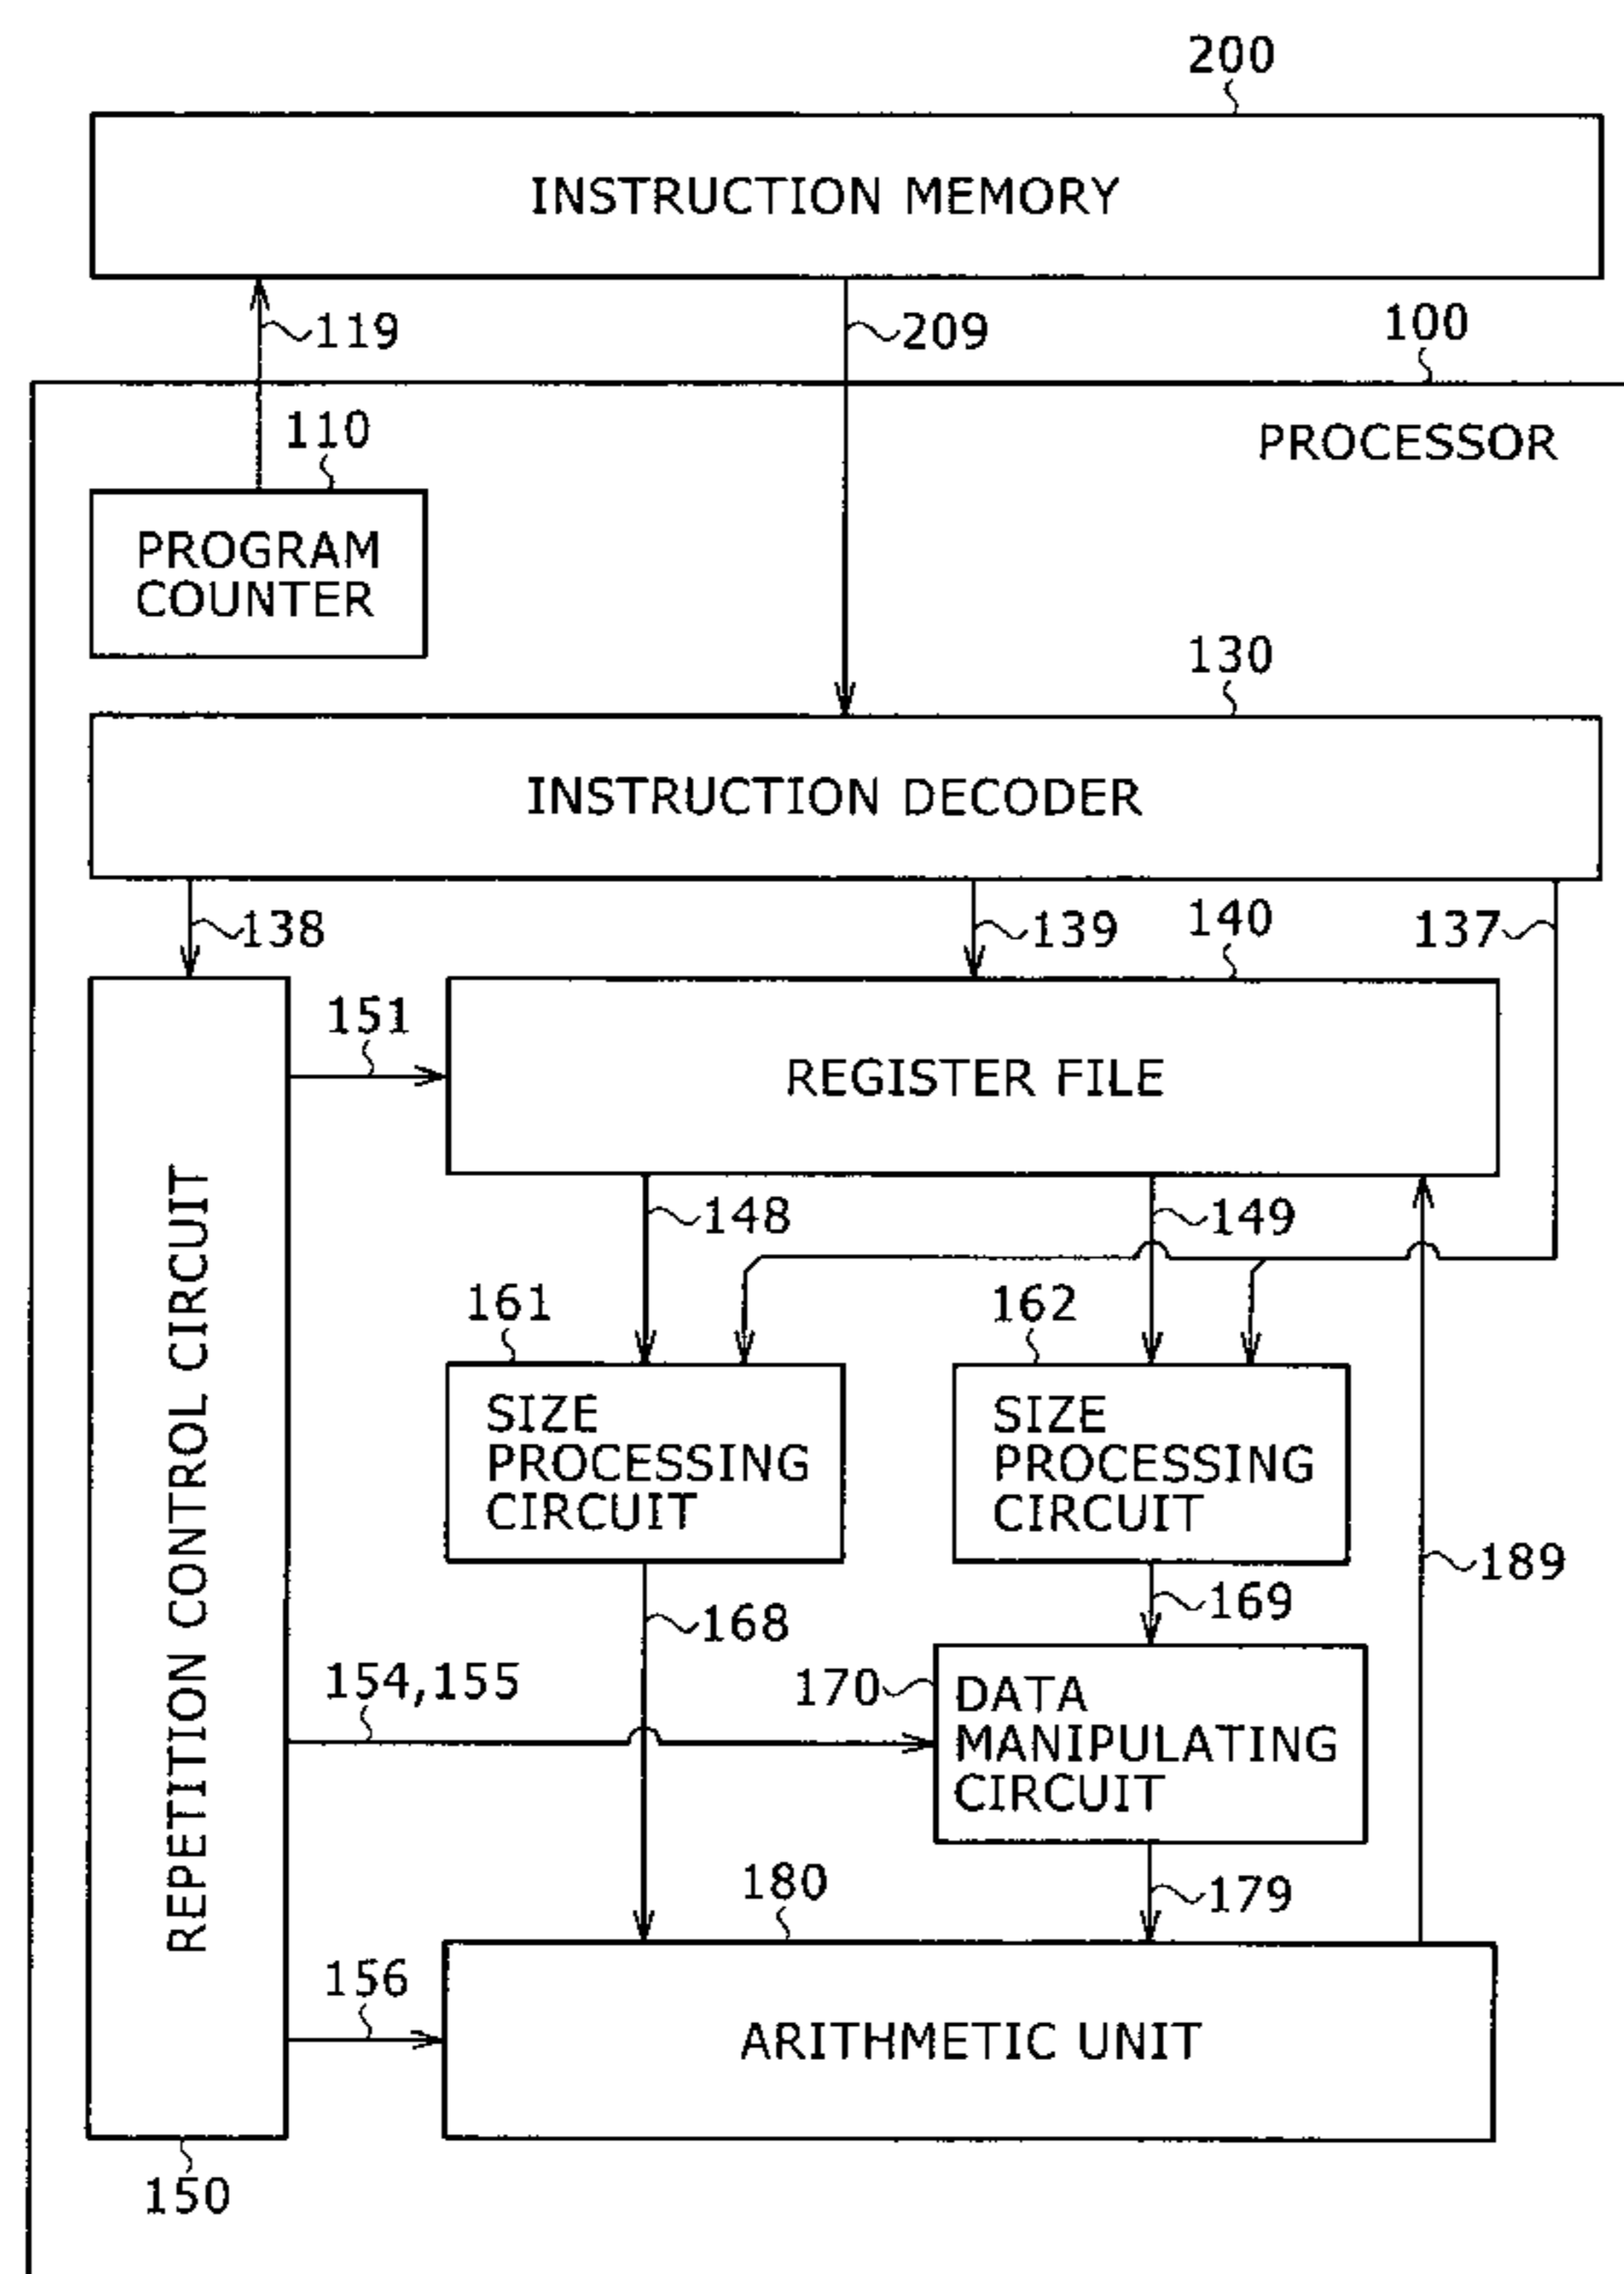 200
INSTRUCTION MEMORY
119
209
100
PROCESSOR
110
PROGRAM
COUNTER
130
INSTRUCTION DECODER
138
139
140
137
151
REGISTER FILE
148
149
161
162
SIZE
PROCESSING
CIRCUIT
SIZE
PROCESSING
CIRCUIT
189
168
169
154,155
170
DATA
MANIPULATING
CIRCUIT
180
179
156
ARITHMETIC UNIT
REPETITION CONTROL CIRCUIT
150